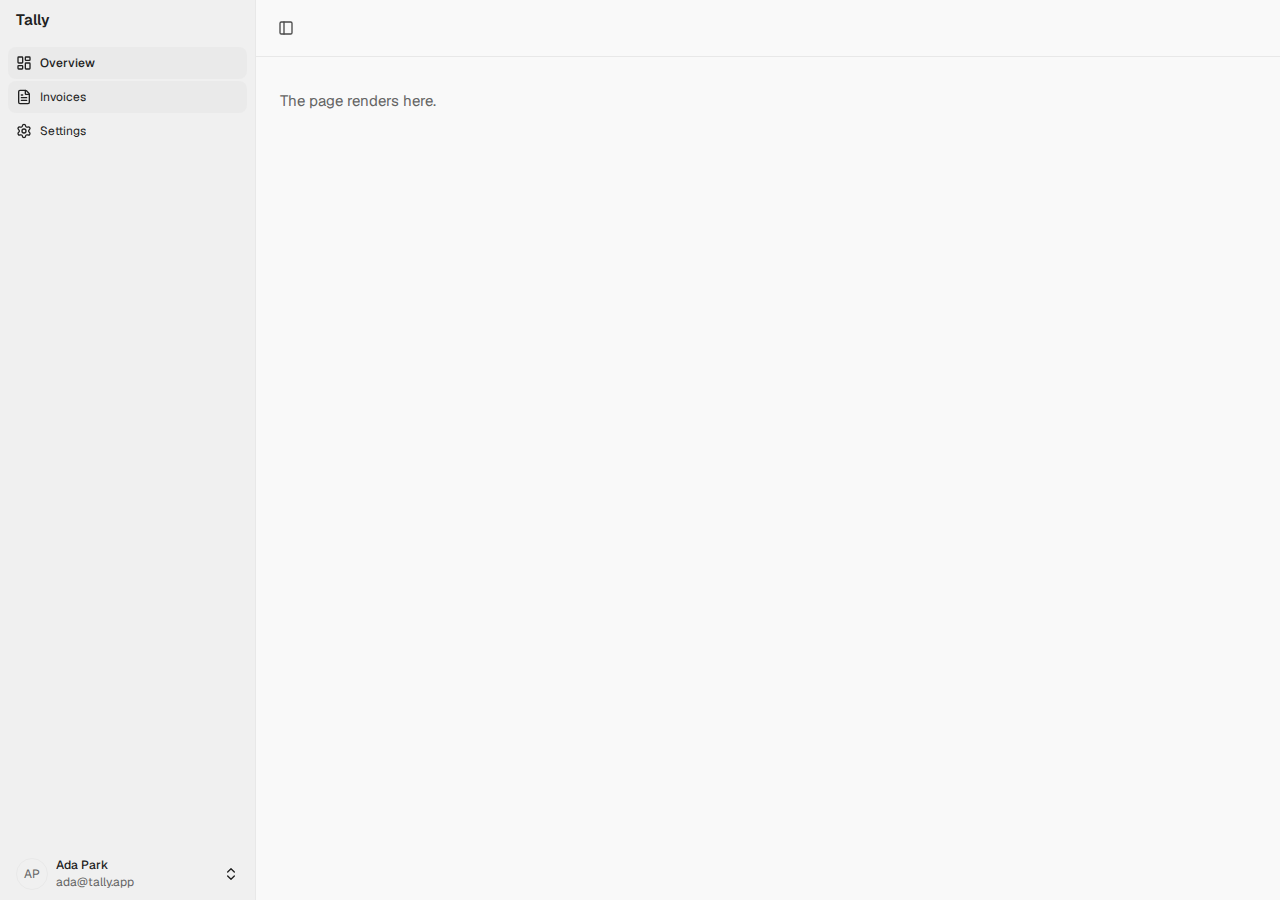 Tally
Overview
Invoices
Settings
The page renders here.
AP
Ada Park
ada@tally.app